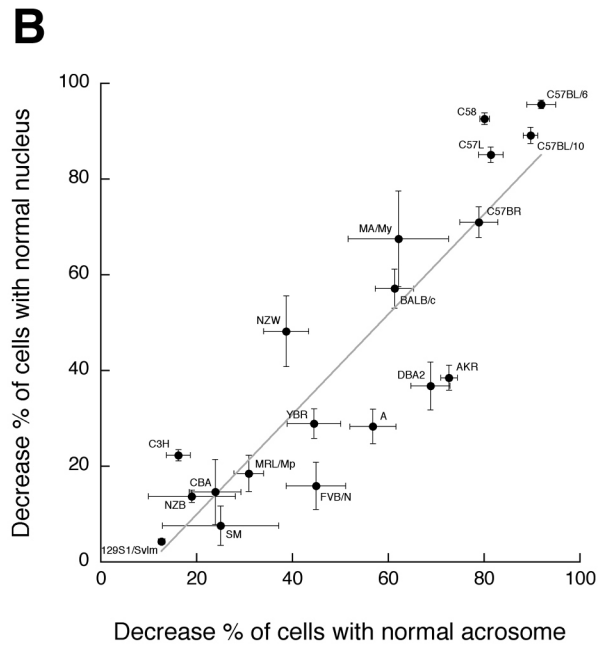 B
Decrease % of cells with normal nucleus
100
80
60
40
20
0
C57BL/6
C58
C57L
C57BL/10
C57BR
MA/My
BALB/c
NZW
DBA2
AKR
YBR
A
C3H
MRL/Mp
CBA
FVB/N
NZB
SM
129S1/SvIm
0 20 40 60 80 100
Decrease % of cells with normal acrosome